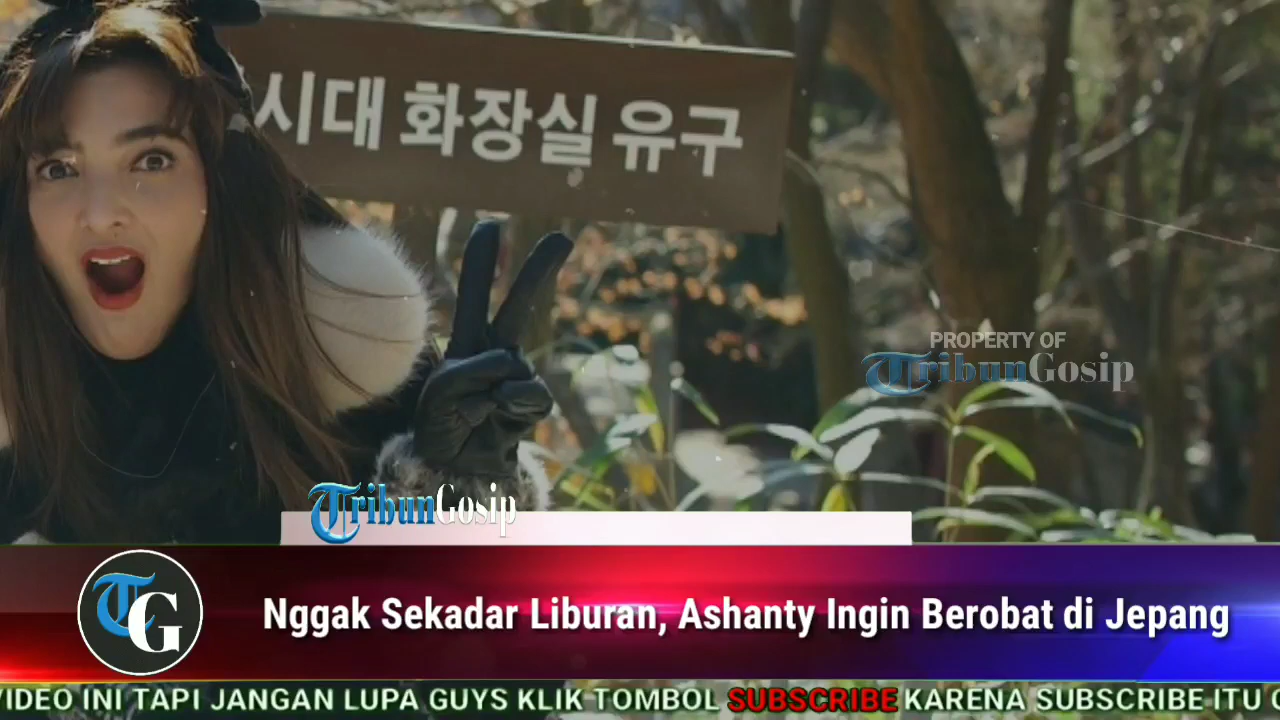 시대 화장실 유구
PROPERTY OF
TribunGosip
TribunGosip
TG
Nggak Sekadar Liburan, Ashanty Ingin Berobat di Jepang
VIDEO INI TAPI JANGAN LUPA GUYS KLIK TOMBOL SUBSCRIBE KARENA SUBSCRIBE ITU